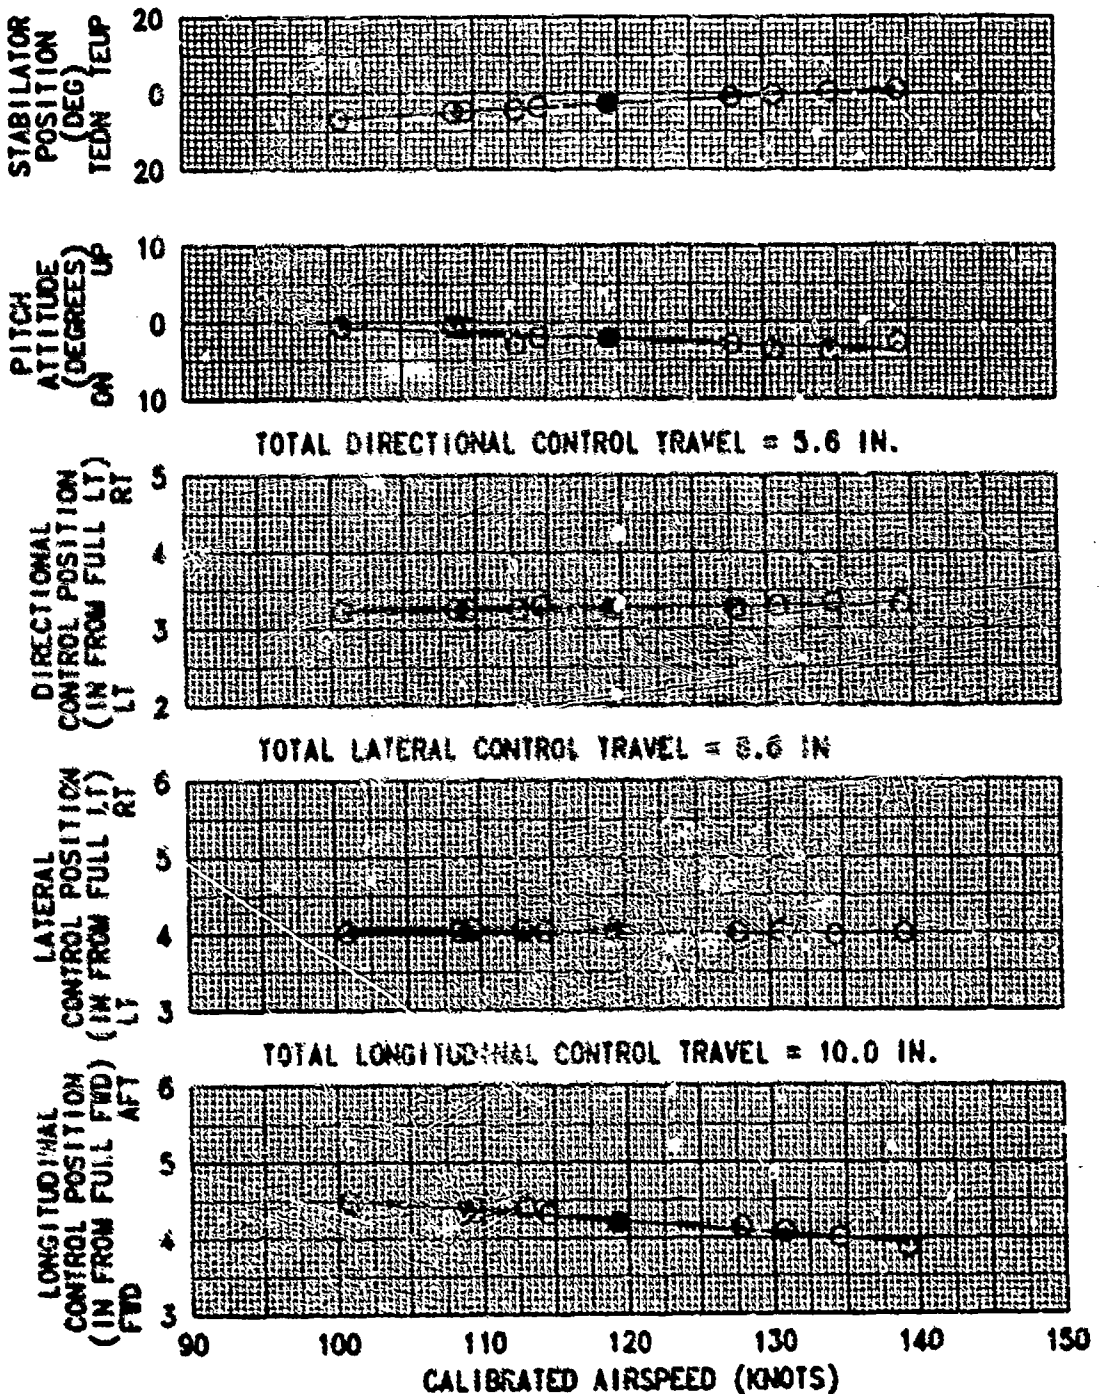 STABILATOR
POSITION
(DEG)
TEDN TEUP
20
0
20
PITCH
ATTITUDE
(DEGREES)
DN UP
10
0
10
TOTAL DIRECTIONAL CONTROL TRAVEL = 5.6 IN.
DIRECTIONAL
CONTROL POSITION
(IN FROM FULL LT)
LT RT
5
4
3
2
TOTAL LATERAL CONTROL TRAVEL = 8.6 IN
LATERAL
CONTROL POSITION
(IN FROM FULL LT)
LT RT
6
5
4
3
TOTAL LONGITUDINAL CONTROL TRAVEL = 10.0 IN.
LONGITUDINAL
CONTROL POSITION
(IN FROM FULL FWD)
FWD AFT
6
5
4
3
90 100 110 120 130 140 150
CALIBRATED AIRSPEED (KNOTS)